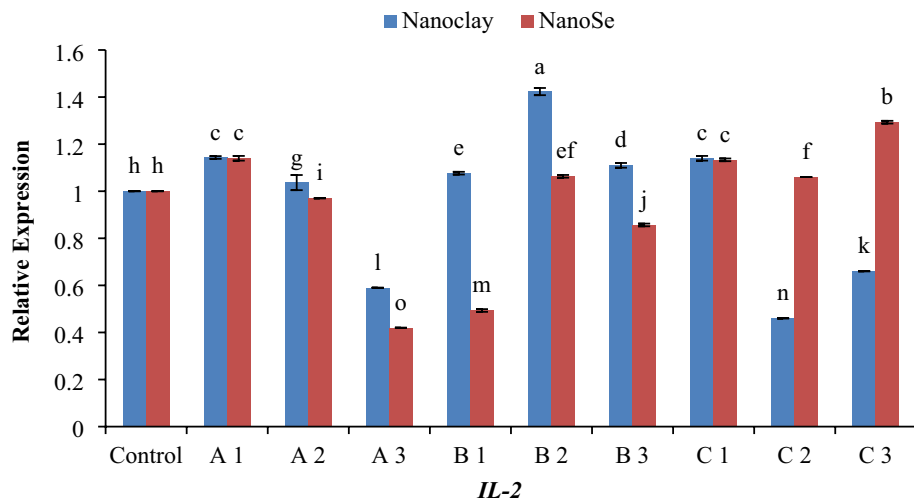 Nanoclay NanoSe
1.6
1.4
1.2
1
0.8
0.6
0.4
0.2
0
Relative Expression
h h c c g i l o e m a ef d j c c n f k b
Control A 1 A 2 A 3 B 1 B 2 B 3 C 1 C 2 C 3
IL-2